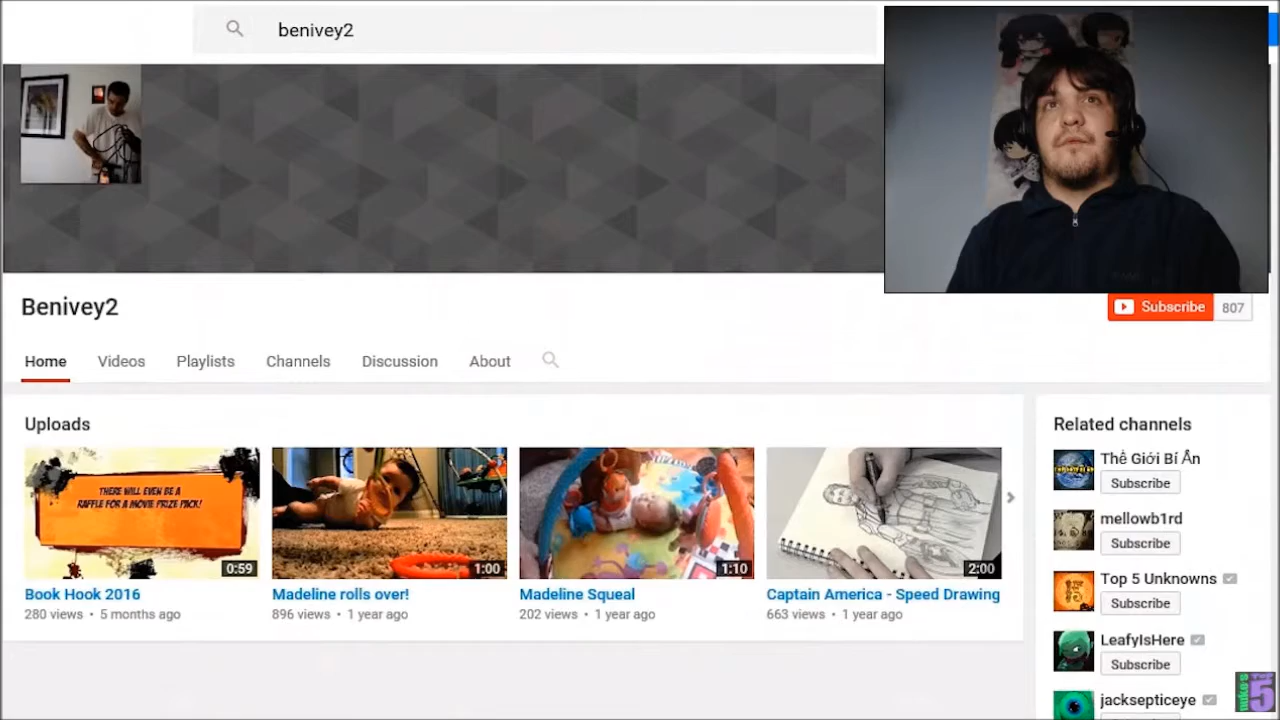 benivey2
Benivey2
Subscribe 807
Home Videos Playlists Channels Discussion About
Uploads
THERE WILL EVEN BE A
RAFFLE FOR A MOVIE PRIZE PACK!
0:59
1:00
1:10
2:00
Book Hook 2016
280 views • 5 months ago
Madeline rolls over!
896 views • 1 year ago
Madeline Squeal
202 views • 1 year ago
Captain America - Speed Drawing
663 views • 1 year ago
Related channels
Thế Giới Bí Ẩn
Subscribe
mellowb1rd
Subscribe
Top 5 Unknowns
Subscribe
LeafyIsHere
Subscribe
jacksepticeye
nuke's
5